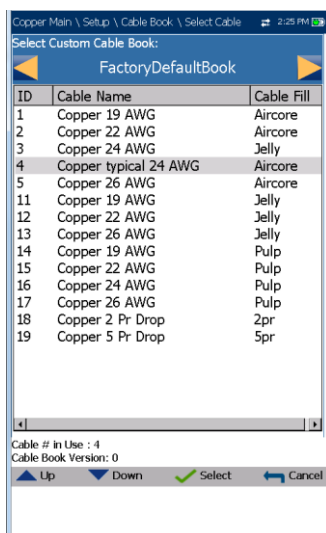 Copper Main \ Setup \ Cable Book \ Select Cable 2:25 PM
Select Custom Cable Book:
FactoryDefaultBook
ID Cable Name Cable Fill
1 Copper 19 AWG Aircore
2 Copper 22 AWG Aircore
3 Copper 24 AWG Jelly
4 Copper typical 24 AWG Aircore
5 Copper 26 AWG Aircore
11 Copper 19 AWG Jelly
12 Copper 22 AWG Jelly
13 Copper 26 AWG Jelly
14 Copper 19 AWG Pulp
15 Copper 22 AWG Pulp
16 Copper 24 AWG Pulp
17 Copper 26 AWG Pulp
18 Copper 2 Pr Drop 2pr
19 Copper 5 Pr Drop 5pr
Cable # in Use : 4
Cable Book Version: 0
Up Down Select Cancel